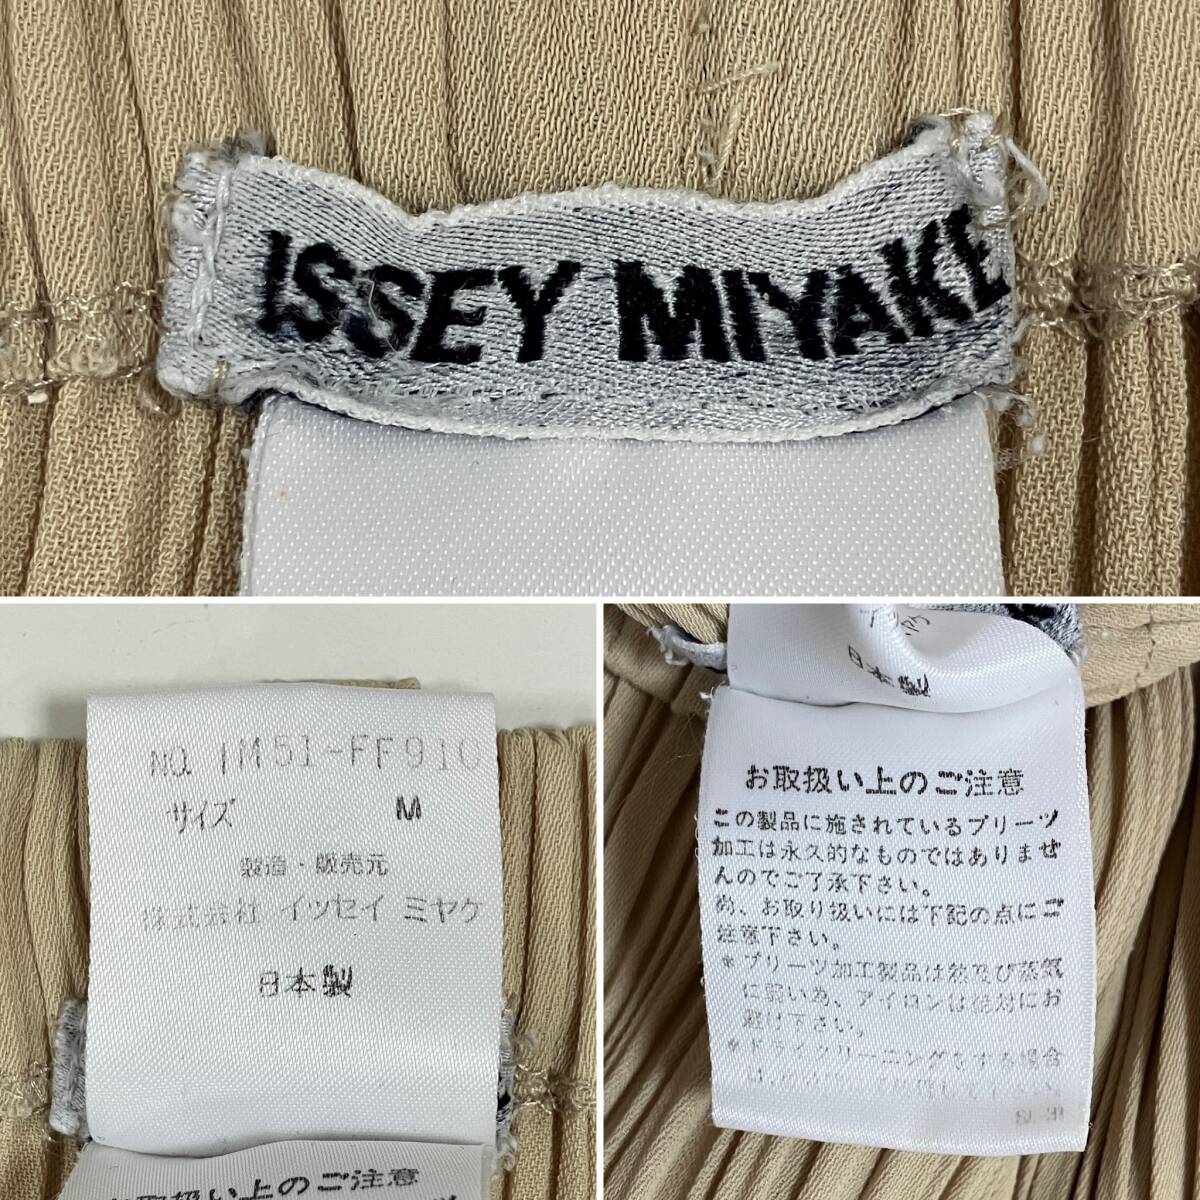 ISSEY MIYAKE
NO. IM51-FF910
サイズ M
製造・販売元
株式会社 イッセイ ミヤケ
日本製
お取扱い上のご注意
日本製
お取扱い上のご注意
この製品に施されているプリーツ
加工は永久的なものではありませ
んのでご了承下さい。
尚、お取り扱いには下記の点にご
注意下さい。
*プリーツ加工製品は熱及び蒸気
に弱い為、アイロンは絶対にお
避け下さい。
*ドライクリーニングをする場合